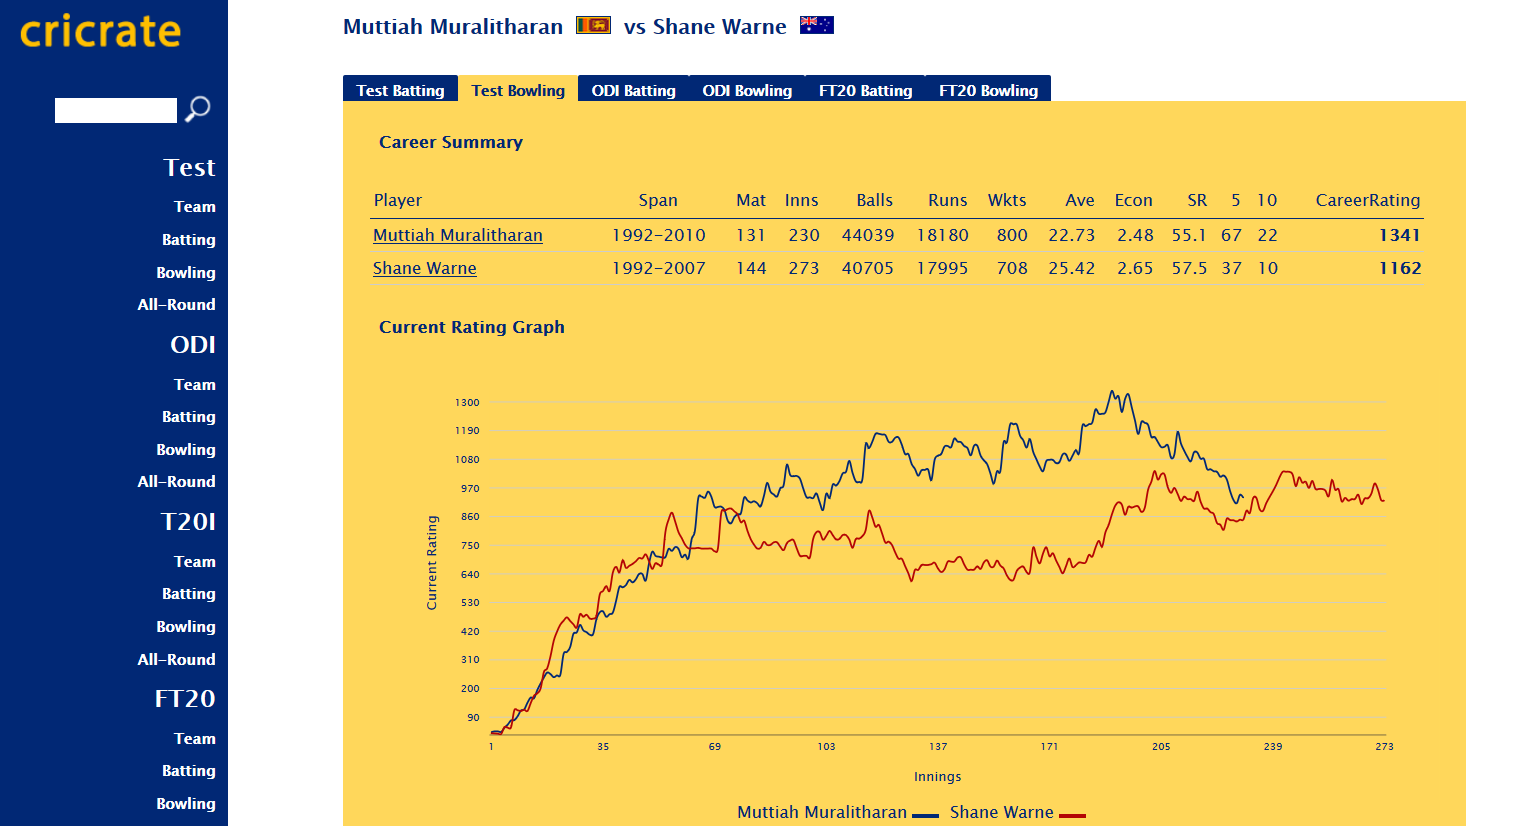 cricrate
Test
Team
Batting
Bowling
All-Round
ODI
Team
Batting
Bowling
All-Round
T20I
Team
Batting
Bowling
All-Round
FT20
Team
Batting
Bowling
Muttiah Muralitharan vs Shane Warne
Test Batting Test Bowling ODI Batting ODI Bowling FT20 Batting FT20 Bowling
Career Summary
Player Span Mat Inns Balls Runs Wkts Ave Econ SR 5 10 CareerRating
Muttiah Muralitharan 1992-2010 131 230 44039 18180 800 22.73 2.48 55.1 67 22 1341
Shane Warne 1992-2007 144 273 40705 17995 708 25.42 2.65 57.5 37 10 1162
Current Rating Graph
Current Rating
1300
1190
1080
970
860
750
640
530
420
310
200
90
1 35 69 103 137 171 205 239 273
Innings
Muttiah Muralitharan Shane Warne